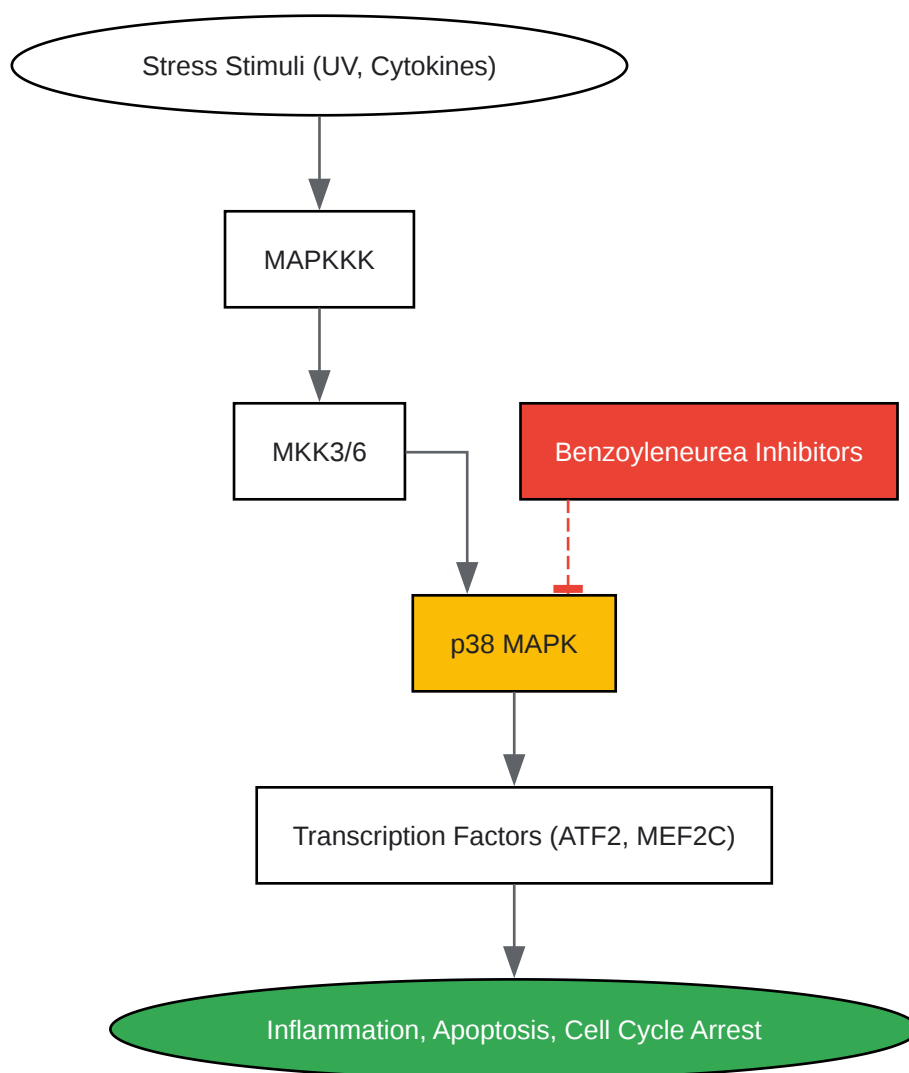 Stress Stimuli (UV, Cytokines)
MAPKKK
MKK3/6
Benzoyleneurea Inhibitors
p38 MAPK
Transcription Factors (ATF2, MEF2C)
Inflammation, Apoptosis, Cell Cycle Arrest